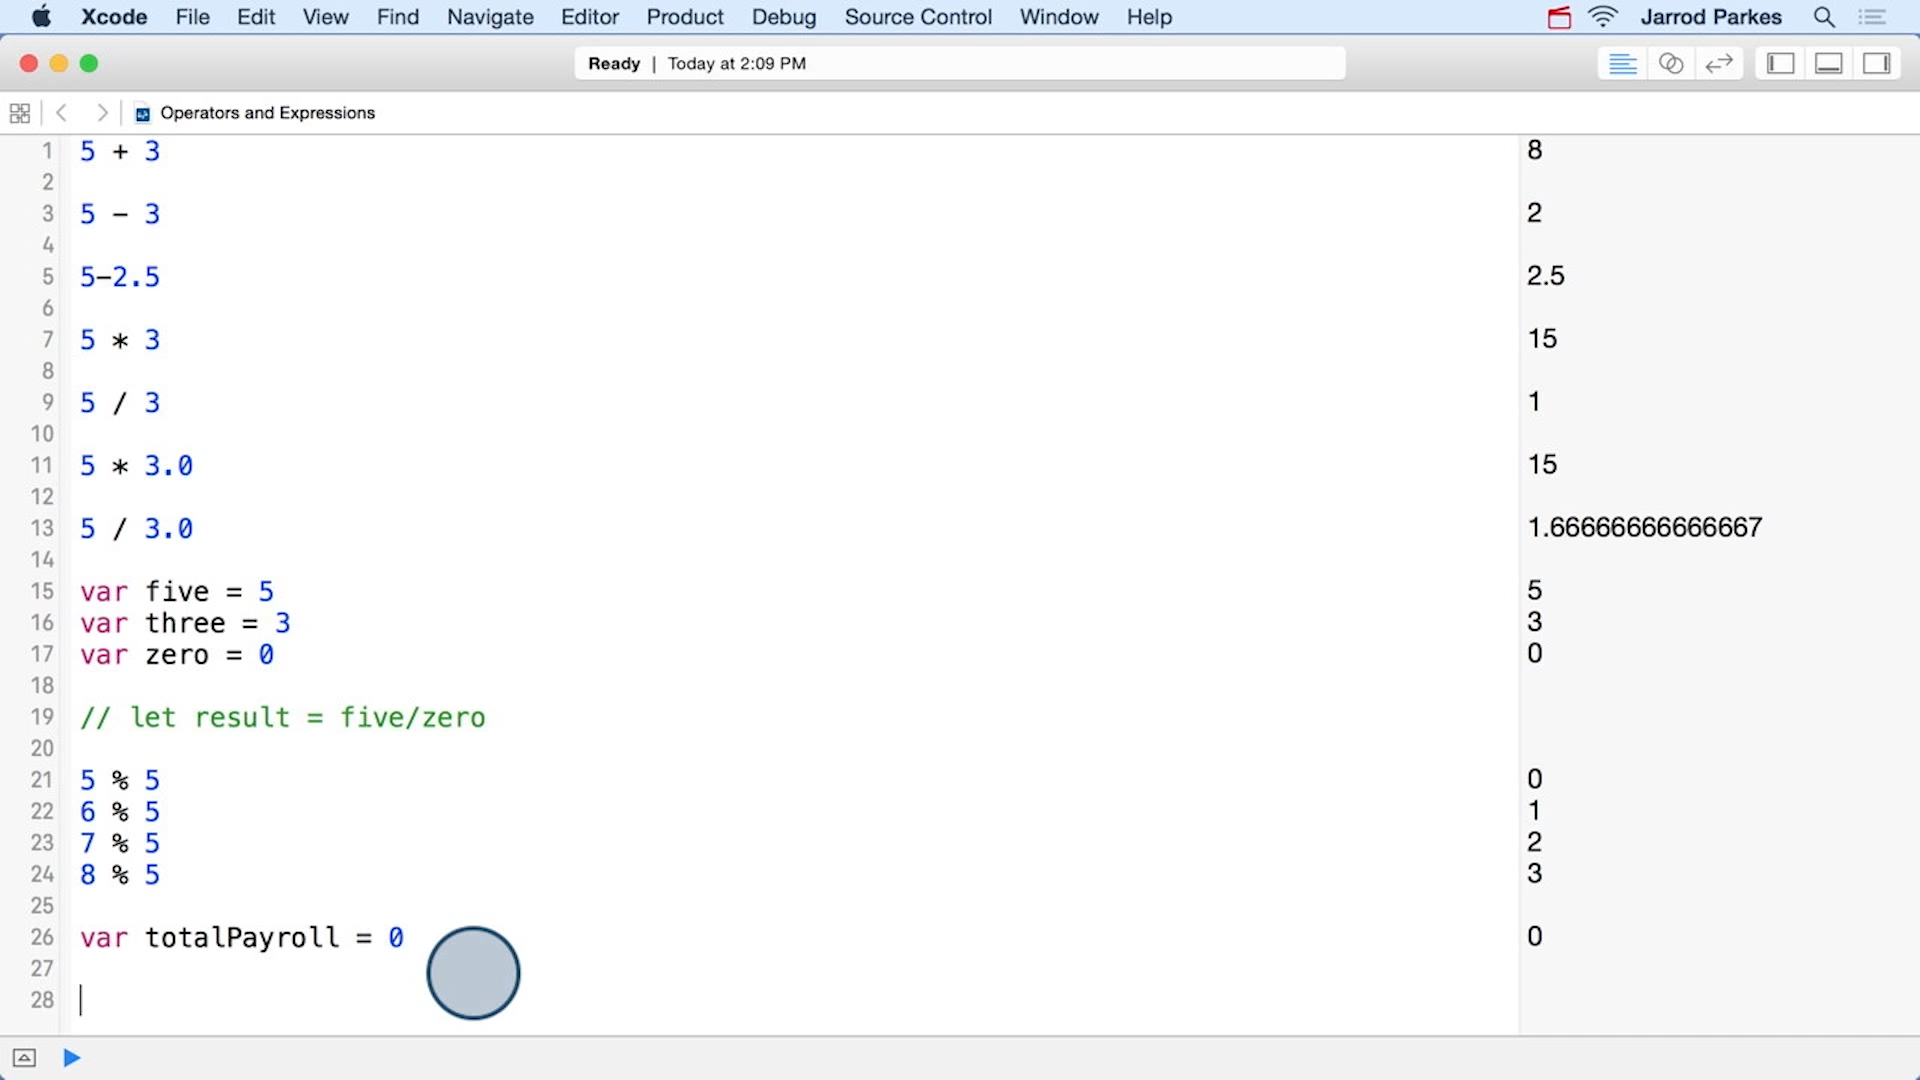 Xcode File Edit View Find Navigate Editor Product Debug Source Control Window Help Jarrod Parkes
Ready | Today at 2:09 PM
Operators and Expressions
1 5 + 3 8
2
3 5 - 3 2
4
5 5-2.5 2.5
6
7 5 * 3 15
8
9 5 / 3 1
10
11 5 * 3.0 15
12
13 5 / 3.0 1.66666666666667
14
15 var five = 5 5
16 var three = 3 3
17 var zero = 0 0
18
19 // let result = five/zero
20
21 5 % 5 0
22 6 % 5 1
23 7 % 5 2
24 8 % 5 3
25
26 var totalPayroll = 0 0
27
28